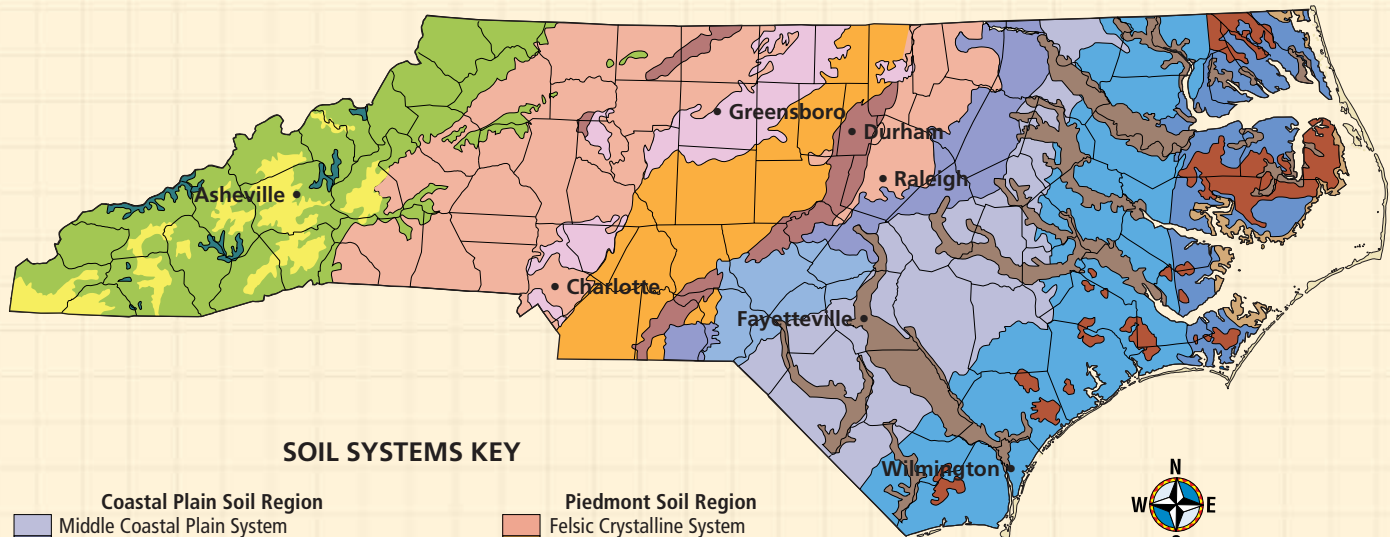 Greensboro
Durham
Asheville
Raleigh
Charlotte
Fayetteville
Wilmington
SOIL SYSTEMS KEY
Coastal Plain Soil Region
Middle Coastal Plain System
Piedmont Soil Region
Felsic Crystalline System
N
W E